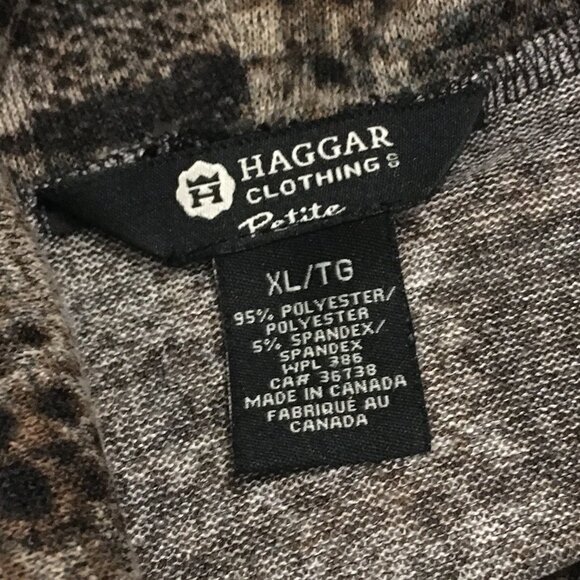 H
HAGGAR
CLOTHING®
Petite
XL/TG
95% POLYESTER/
POLYESTER
5% SPANDEX/
SPANDEX
WPL 386
CA# 36738
MADE IN CANADA
FABRIQUÉ AU
CANADA